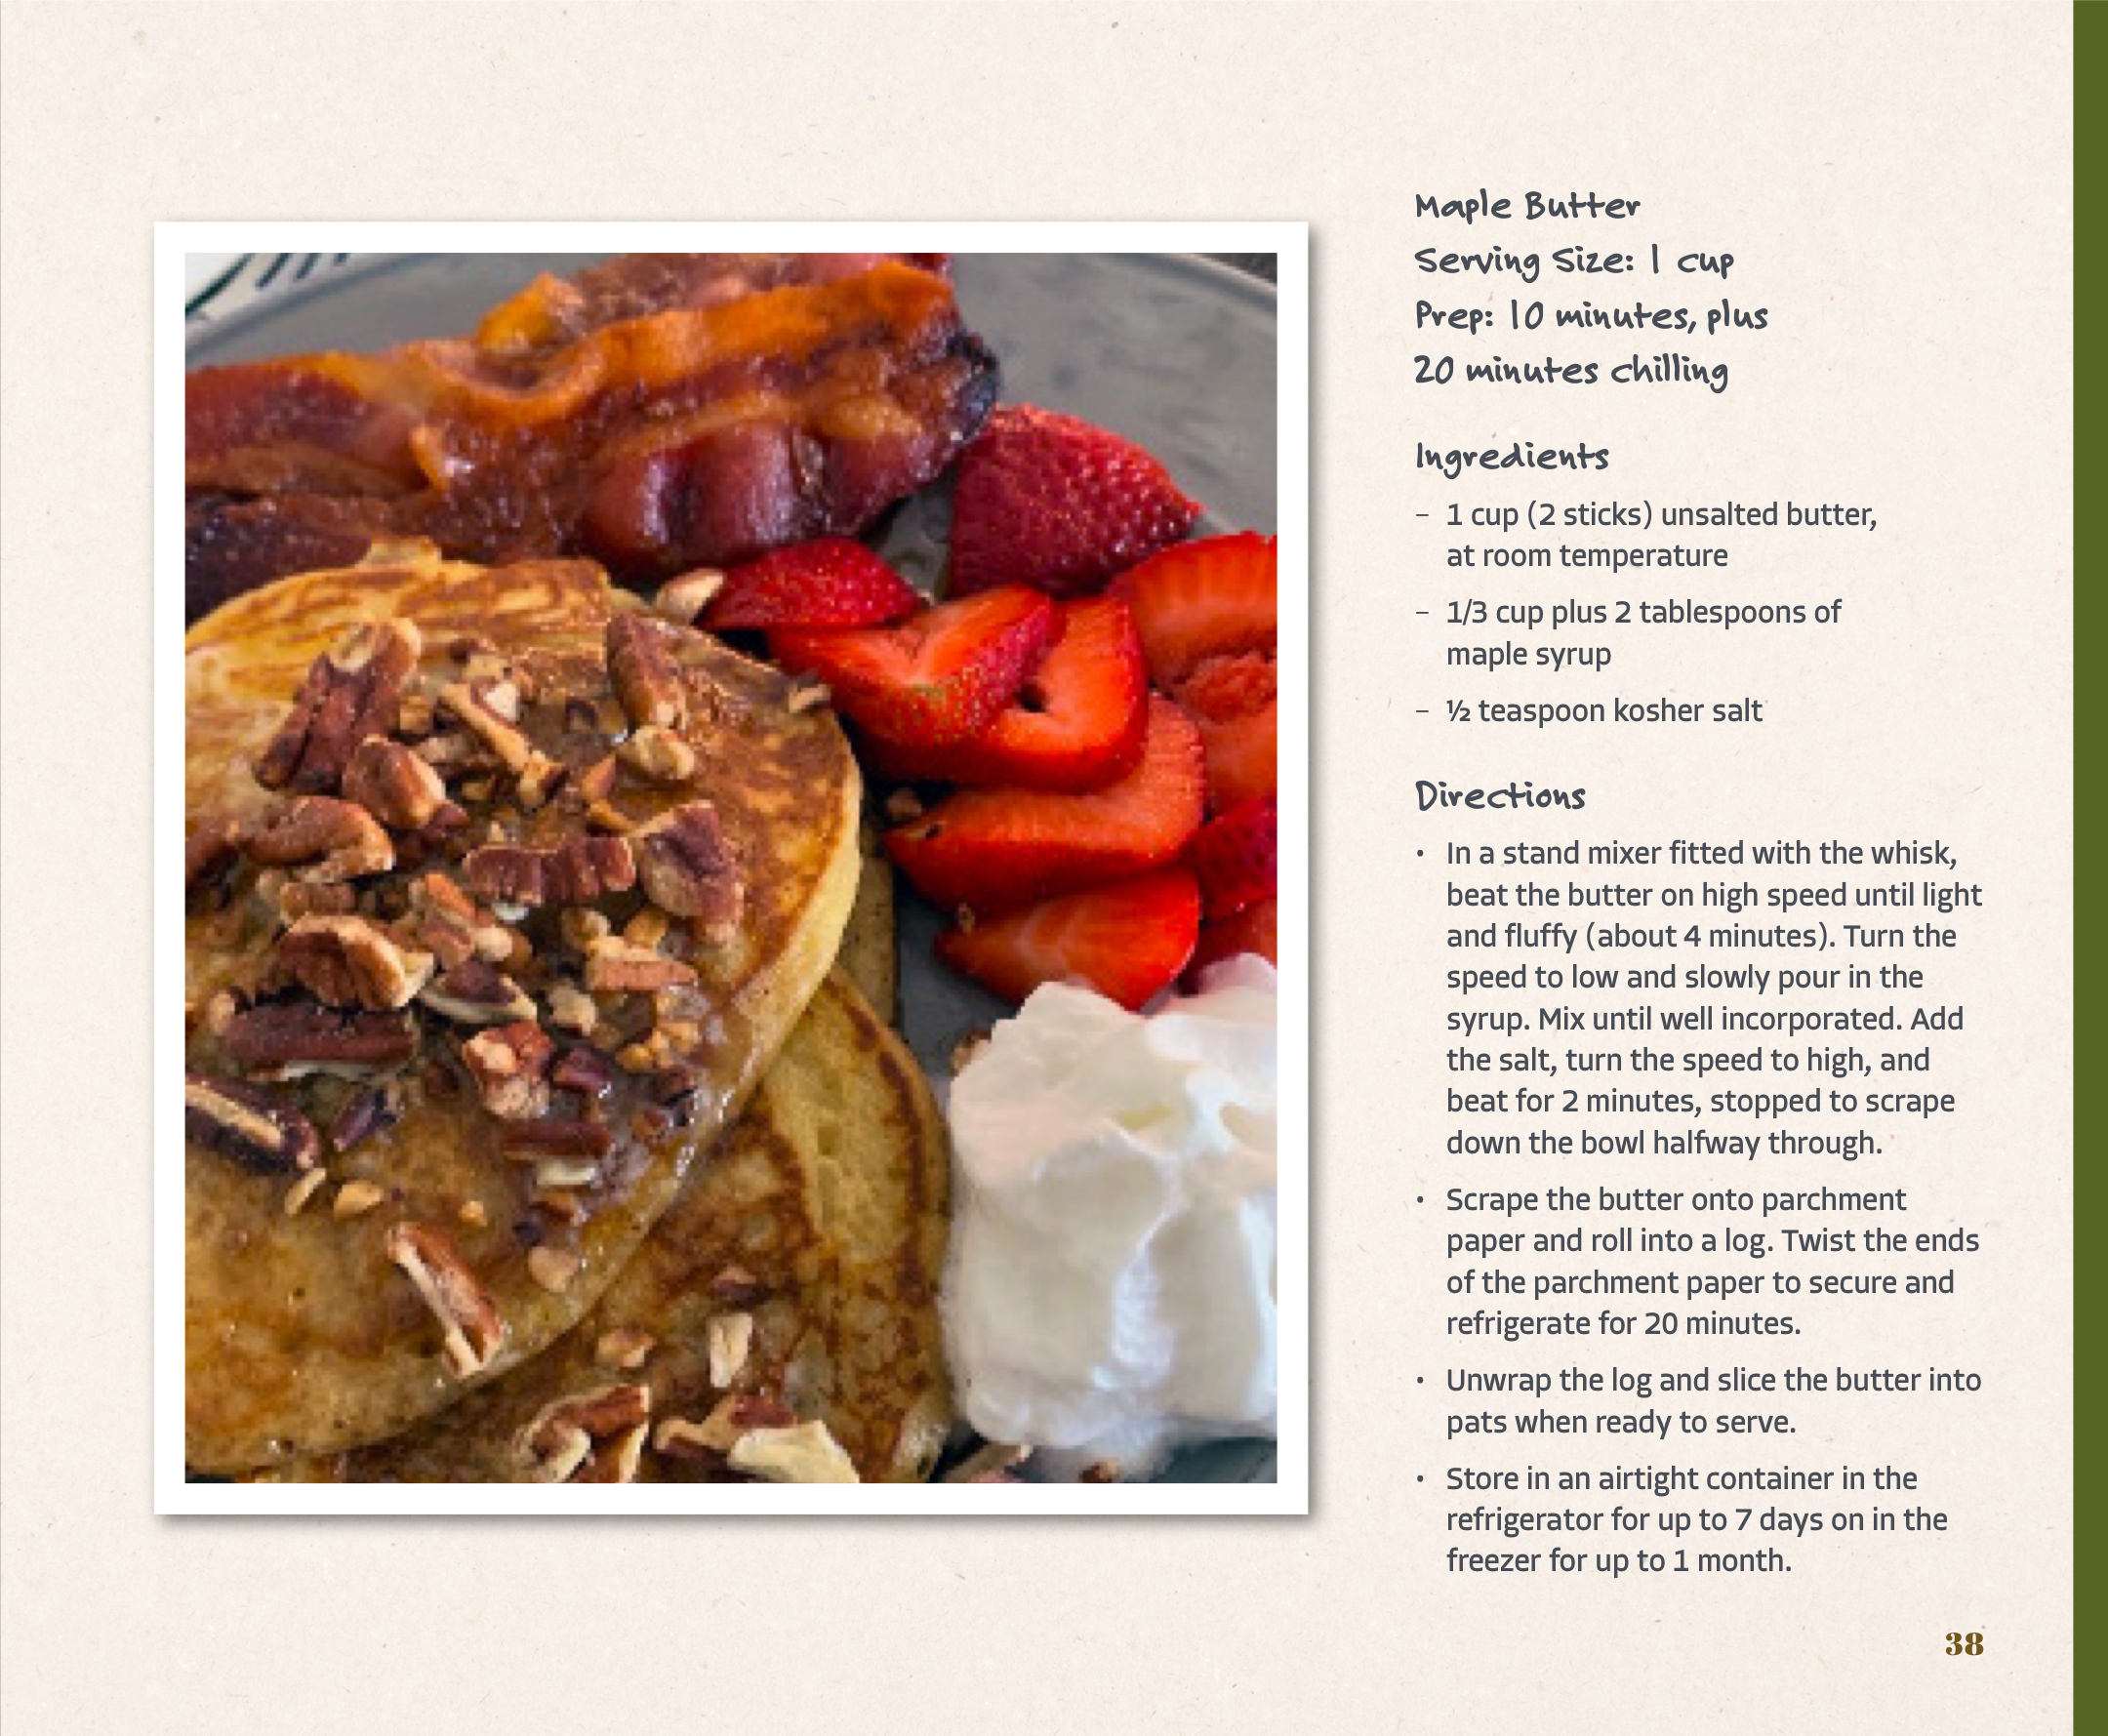 Maple Butter
Serving Size: 1 cup
Prep: 10 minutes, plus
20 minutes chilling
Ingredients
– 1 cup (2 sticks) unsalted butter,
at room temperature
– 1/3 cup plus 2 tablespoons of
maple syrup
– ½ teaspoon kosher salt
Directions
• In a stand mixer fitted with the whisk,
beat the butter on high speed until light
and fluffy (about 4 minutes). Turn the
speed to low and slowly pour in the
syrup. Mix until well incorporated. Add
the salt, turn the speed to high, and
beat for 2 minutes, stopped to scrape
down the bowl halfway through.
• Scrape the butter onto parchment
paper and roll into a log. Twist the ends
of the parchment paper to secure and
refrigerate for 20 minutes.
• Unwrap the log and slice the butter into
pats when ready to serve.
• Store in an airtight container in the
refrigerator for up to 7 days on in the
freezer for up to 1 month.
38